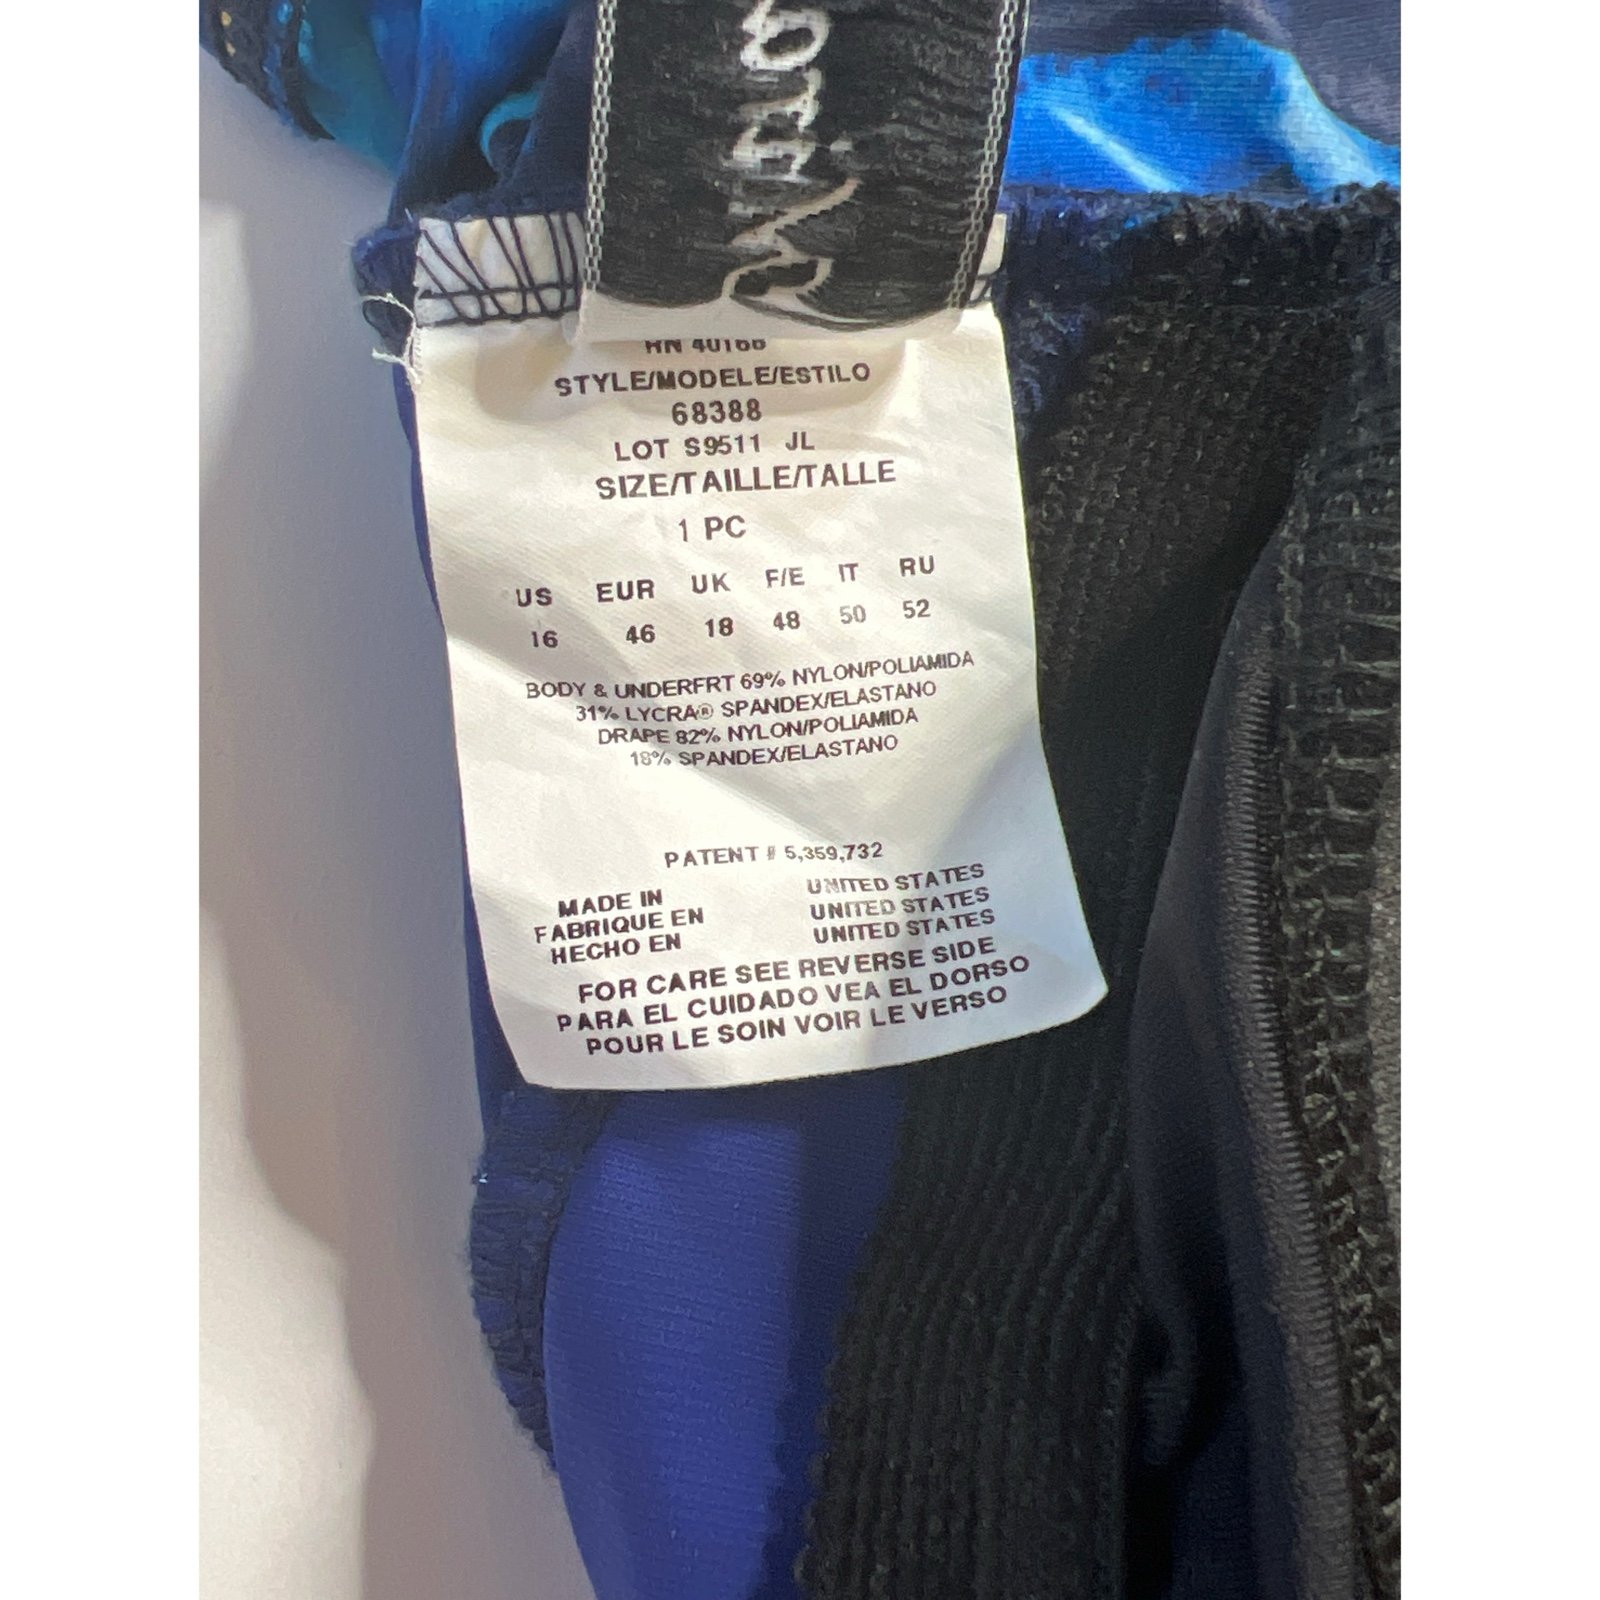 RN 40166
STYLE/MODELE/ESTILO
68388
LOT S9511 JL
SIZE/TAILLE/TALLE
1 PC
US EUR UK F/E IT RU
16 46 18 48 50 52
BODY & UNDERFRT 69% NYLON/POLIAMIDA
31% LYCRA® SPANDEX/ELASTANO
DRAPE 82% NYLON/POLIAMIDA
18% SPANDEX/ELASTANO
PATENT # 5,359,732
MADE IN UNITED STATES
FABRIQUE EN UNITED STATES
HECHO EN UNITED STATES
FOR CARE SEE REVERSE SIDE
PARA EL CUIDADO VEA EL DORSO
POUR LE SOIN VOIR LE VERSO